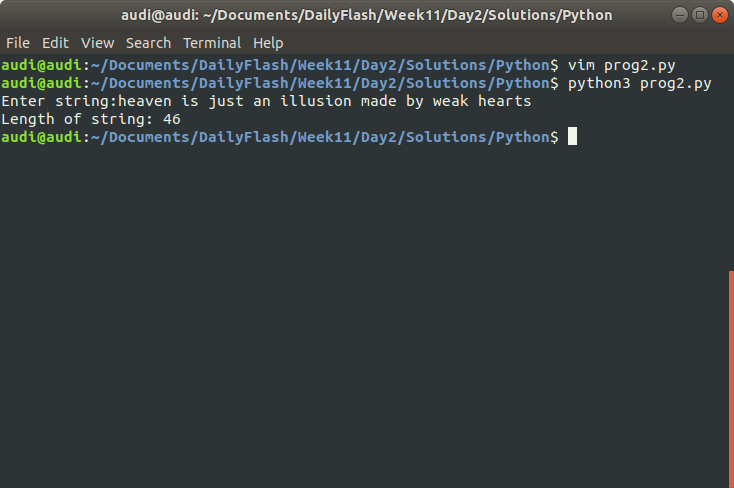 audi@audi: ~/Documents/DailyFlash/Week11/Day2/Solutions/Python
File Edit View Search Terminal Help
audi@audi:~/Documents/DailyFlash/Week11/Day2/Solutions/Python$ vim prog2.py
audi@audi:~/Documents/DailyFlash/Week11/Day2/Solutions/Python$ python3 prog2.py
Enter string:heaven is just an illusion made by weak hearts
Length of string: 46
audi@audi:~/Documents/DailyFlash/Week11/Day2/Solutions/Python$